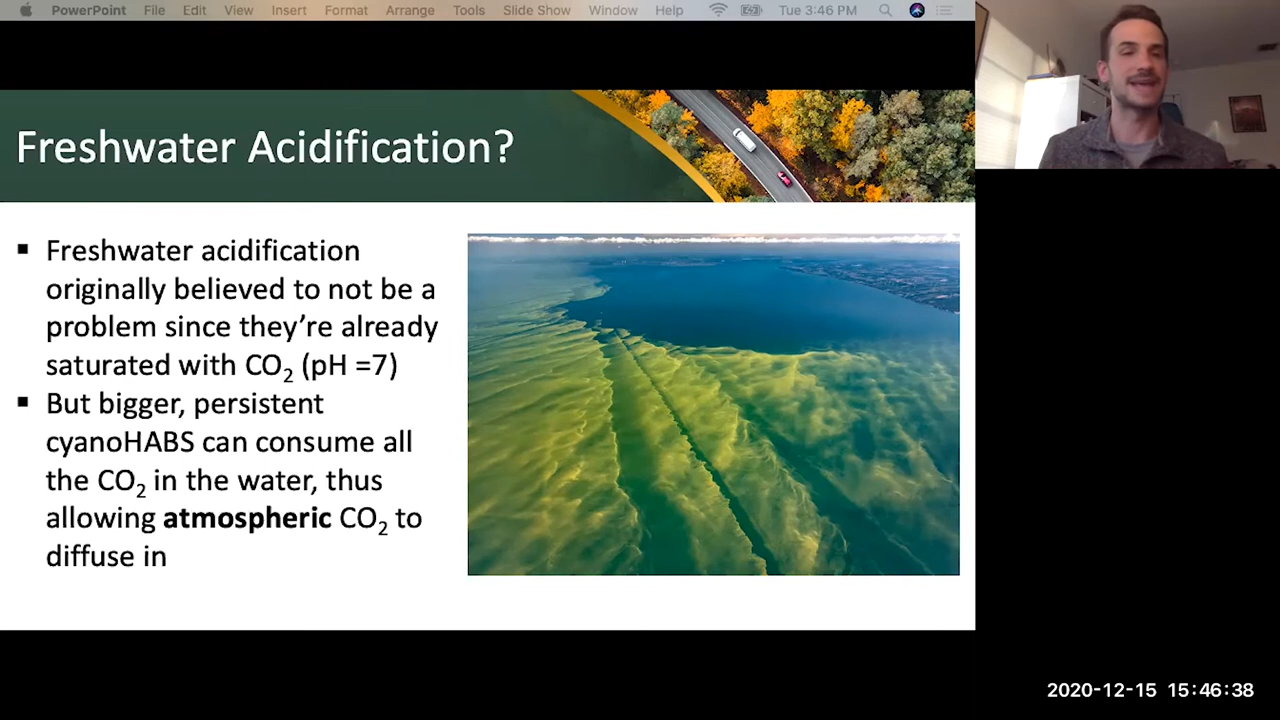 PowerPoint File Edit View Insert Format Arrange Tools Slide Show Window Help Tue 3:46 PM
Freshwater Acidification?
▪ Freshwater acidification
originally believed to not be a
problem since they're already
saturated with CO₂ (pH =7)
▪ But bigger, persistent
cyanoHABS can consume all
the CO₂ in the water, thus
allowing atmospheric CO₂ to
diffuse in
2020-12-15 15:46:38